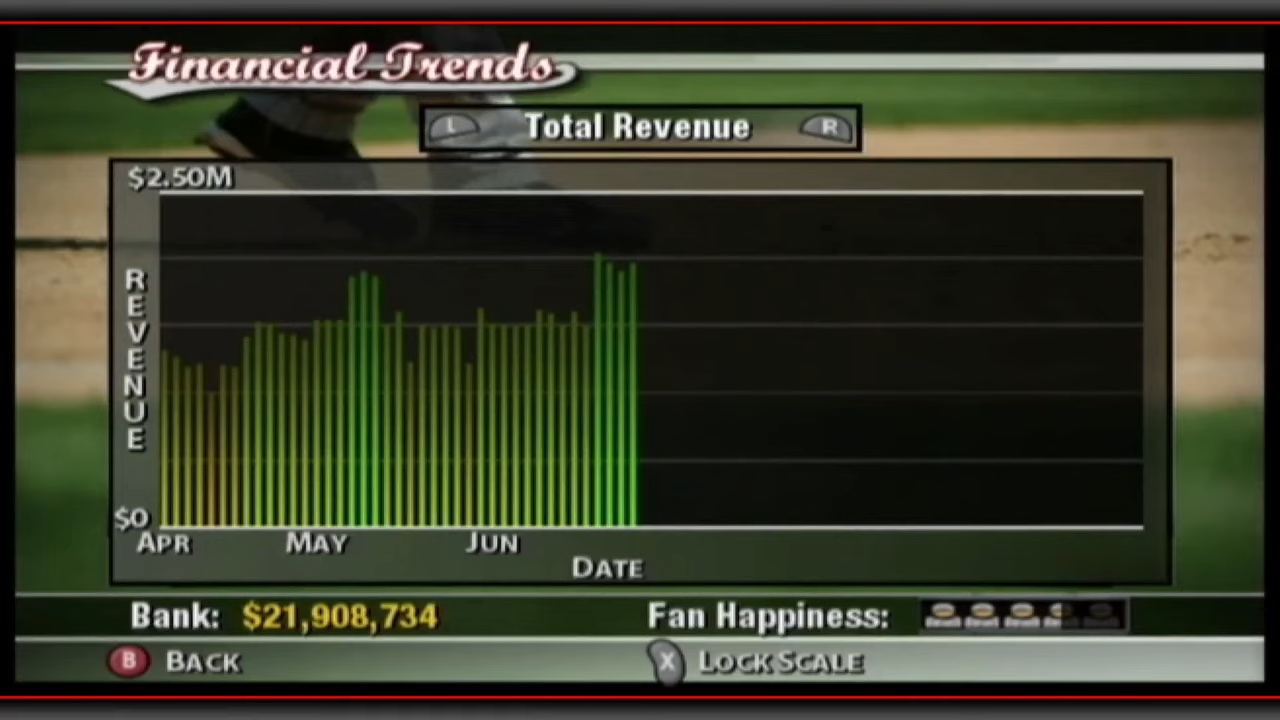 Financial Trends
L Total Revenue R
$2.50M
REVENUE
$0
APR MAY JUN
DATE
Bank: $21,908,734 Fan Happiness:
B BACK X LOCK SCALE